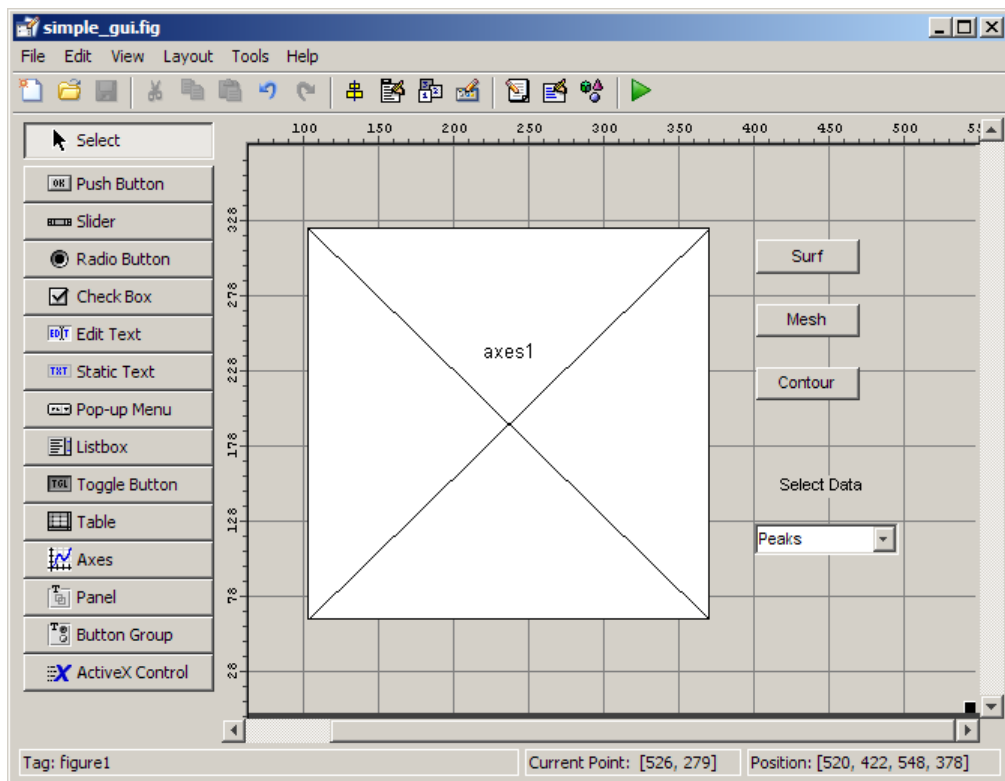 simple_gui.fig
File Edit View Layout Tools Help
Select
Push Button
Slider
Radio Button
Check Box
Edit Text
Static Text
Pop-up Menu
Listbox
Toggle Button
Table
Axes
Panel
Button Group
ActiveX Control
100 150 200 250 300 350 400 450 500
328
278
228
178
128
78
28
axes1
Surf
Mesh
Contour
Select Data
Peaks
Tag: figure1
Current Point: [526, 279]
Position: [520, 422, 548, 378]